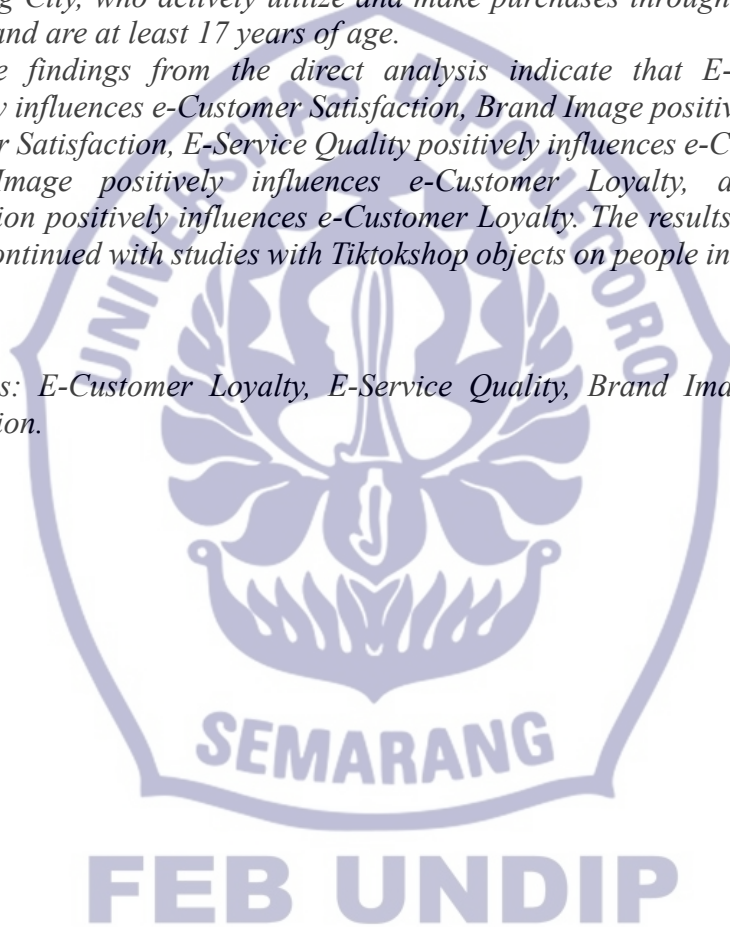 g City, who actively utilize and make purchases through
and are at least 17 years of age.
e findings from the direct analysis indicate that E-
y influences e-Customer Satisfaction, Brand Image positiv
r Satisfaction, E-Service Quality positively influences e-C
Image positively influences e-Customer Loyalty, a
ion positively influences e-Customer Loyalty. The results
ontinued with studies with Tiktokshop objects on people in
s: E-Customer Loyalty, E-Service Quality, Brand Ima
ion.
UNIVERSITAS DIPONEGORO
SEMARANG
FEB UNDIP